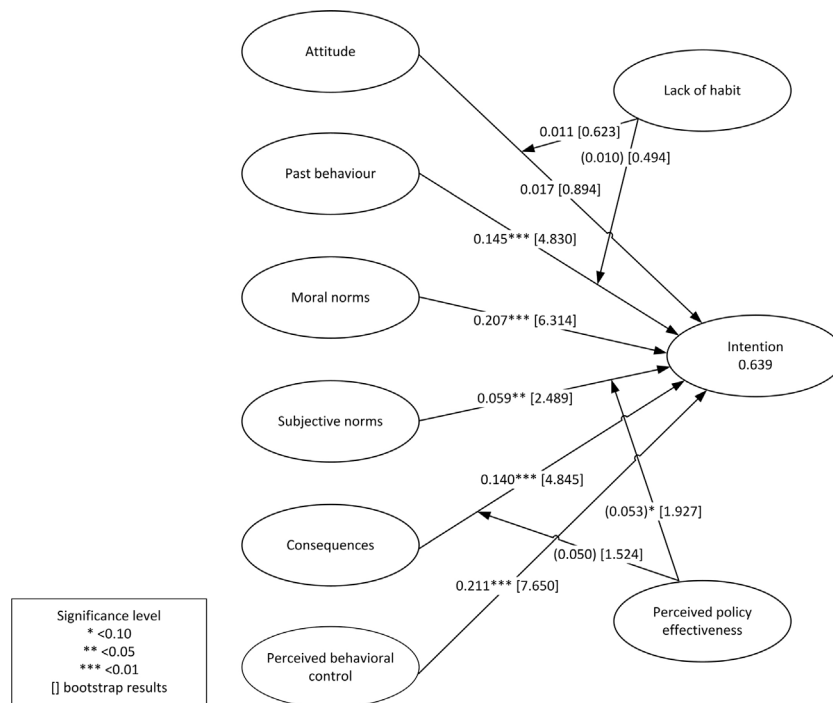 Attitude
Lack of habit
0.011 [0.623]
(0.010) [0.494]
Past behaviour
0.017 [0.894]
0.145*** [4.830]
Moral norms
0.207*** [6.314]
Intention
0.639
Subjective norms
0.059** [2.489]
0.140*** [4.845]
(0.053)* [1.927]
Consequences
(0.050) [1.524]
0.211*** [7.650]
Perceived policy
effectiveness
Perceived behavioral
control
Significance level
* <0.10
** <0.05
*** <0.01
[] bootstrap results